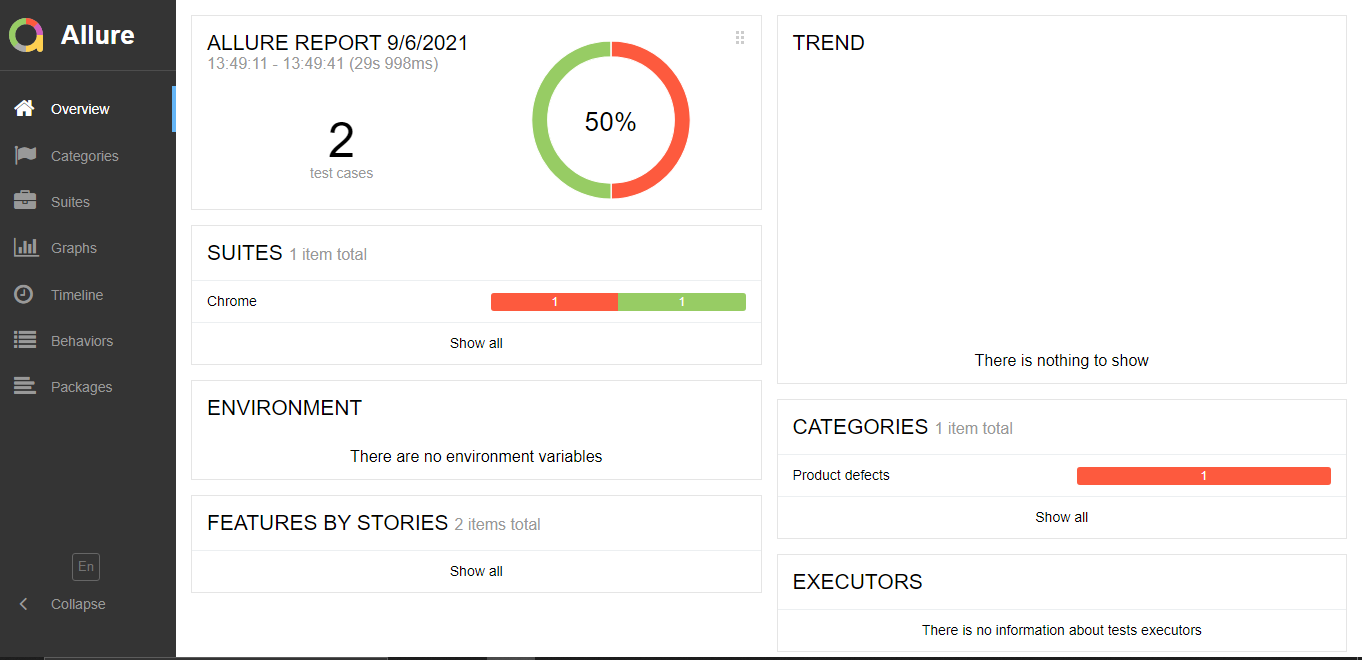 Allure
Overview
Categories
Suites
Graphs
Timeline
Behaviors
Packages
En
Collapse
ALLURE REPORT 9/6/2021
13:49:11 - 13:49:41 (29s 998ms)
2
test cases
50%
SUITES 1 item total
Chrome 1 1
Show all
ENVIRONMENT
There are no environment variables
FEATURES BY STORIES 2 items total
Show all
TREND
There is nothing to show
CATEGORIES 1 item total
Product defects 1
Show all
EXECUTORS
There is no information about tests executors